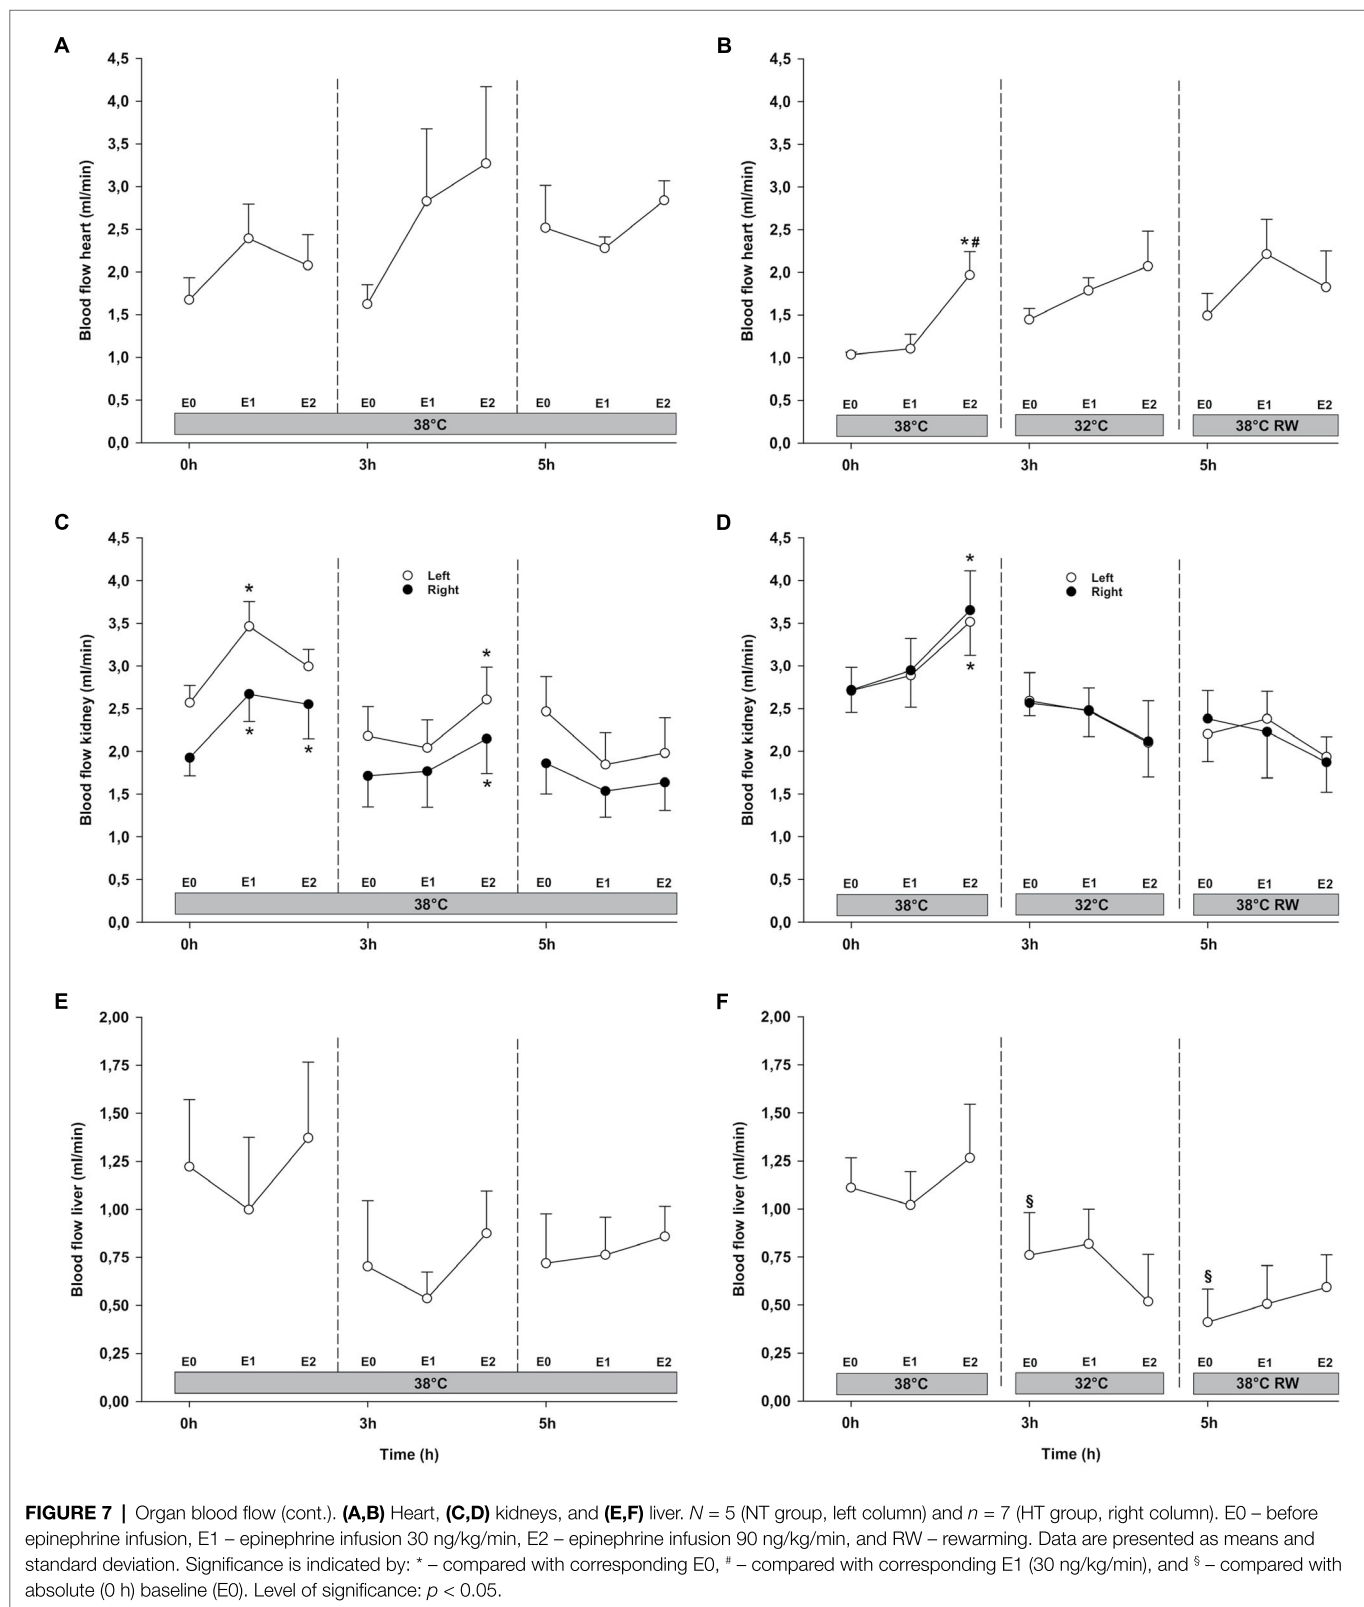 A
4,5
4,0
3,5
3,0
2,5
2,0
1,5
1,0
0,5
0,0
Blood flow heart (ml/min)
E0 E1 E2 E0 E1 E2 E0 E1 E2
38°C
0h 3h 5h
B
4,5
4,0
3,5
3,0
2,5
2,0
1,5
1,0
0,5
0,0
Blood flow heart (ml/min)
*#
E0 E1 E2 E0 E1 E2 E0 E1 E2
38°C 32°C 38°C RW
0h 3h 5h
C
4,5
4,0
3,5
3,0
2,5
2,0
1,5
1,0
0,5
0,0
Blood flow kidney (ml/min)
Left
Right
* * * * *
E0 E1 E2 E0 E1 E2 E0 E1 E2
38°C
0h 3h 5h
D
4,5
4,0
3,5
3,0
2,5
2,0
1,5
1,0
0,5
0,0
Blood flow kidney (ml/min)
Left
Right
*
*
E0 E1 E2 E0 E1 E2 E0 E1 E2
38°C 32°C 38°C RW
0h 3h 5h
E
2,00
1,75
1,50
1,25
1,00
0,75
0,50
0,25
0,00
Blood flow liver (ml/min)
E0 E1 E2 E0 E1 E2 E0 E1 E2
38°C
0h 3h 5h
Time (h)
F
2,00
1,75
1,50
1,25
1,00
0,75
0,50
0,25
0,00
Blood flow liver (ml/min)
§
§
E0 E1 E2 E0 E1 E2 E0 E1 E2
38°C 32°C 38°C RW
0h 3h 5h
Time (h)
FIGURE 7 | Organ blood flow (cont.). (A,B) Heart, (C,D) kidneys, and (E,F) liver. N = 5 (NT group, left column) and n = 7 (HT group, right column). E0 – before
epinephrine infusion, E1 – epinephrine infusion 30 ng/kg/min, E2 – epinephrine infusion 90 ng/kg/min, and RW – rewarming. Data are presented as means and
standard deviation. Significance is indicated by: * – compared with corresponding E0, # – compared with corresponding E1 (30 ng/kg/min), and § – compared with
absolute (0 h) baseline (E0). Level of significance: p < 0.05.